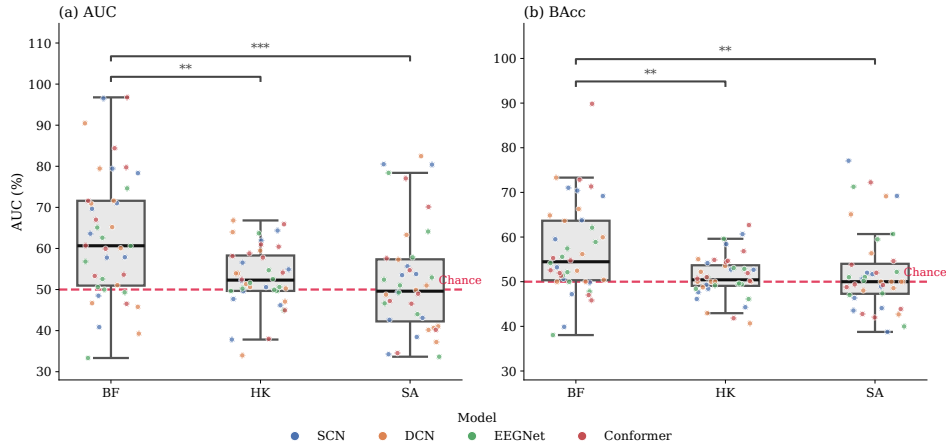 (a) AUC
(b) BAcc
110
100
90
80
70
60
50
40
30
AUC (%)
***
**
Chance
BF
HK
SA
100
90
80
70
60
50
40
30
**
**
Chance
BF
HK
SA
Model
SCN
DCN
EEGNet
Conformer